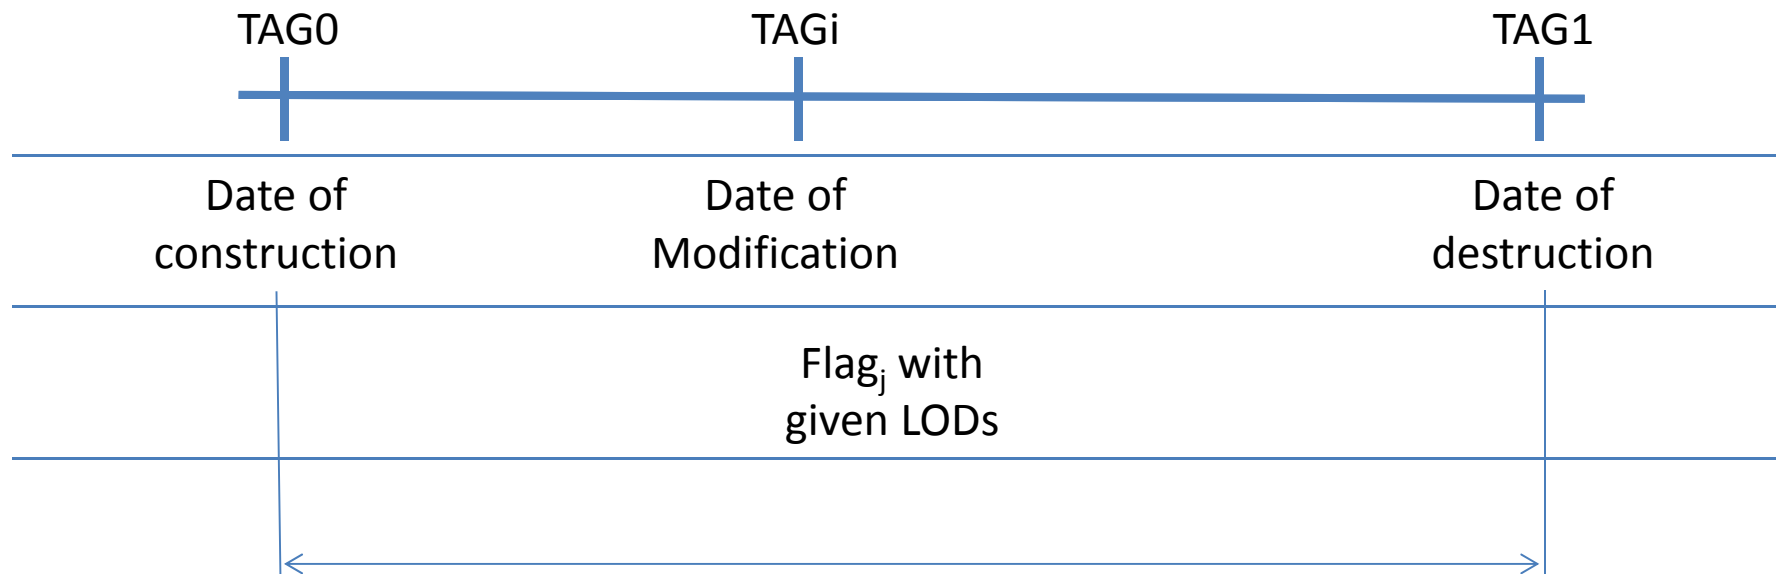 TAG0 TAGi TAG1
Date of construction
Date of Modification
Date of destruction
Flagj with
given LODs